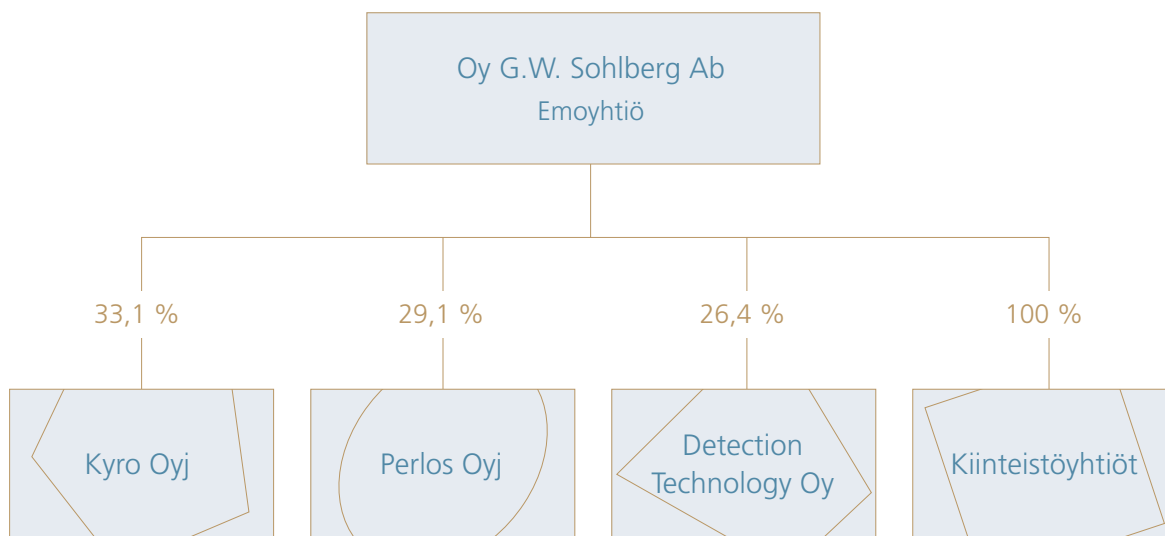 Oy G.W. Sohlberg Ab
Emoyhtiö
33,1 %
29,1 %
26,4 %
100 %
Kyro Oyj
Perlos Oyj
Detection
Technology Oy
Kiinteistöyhtiöt